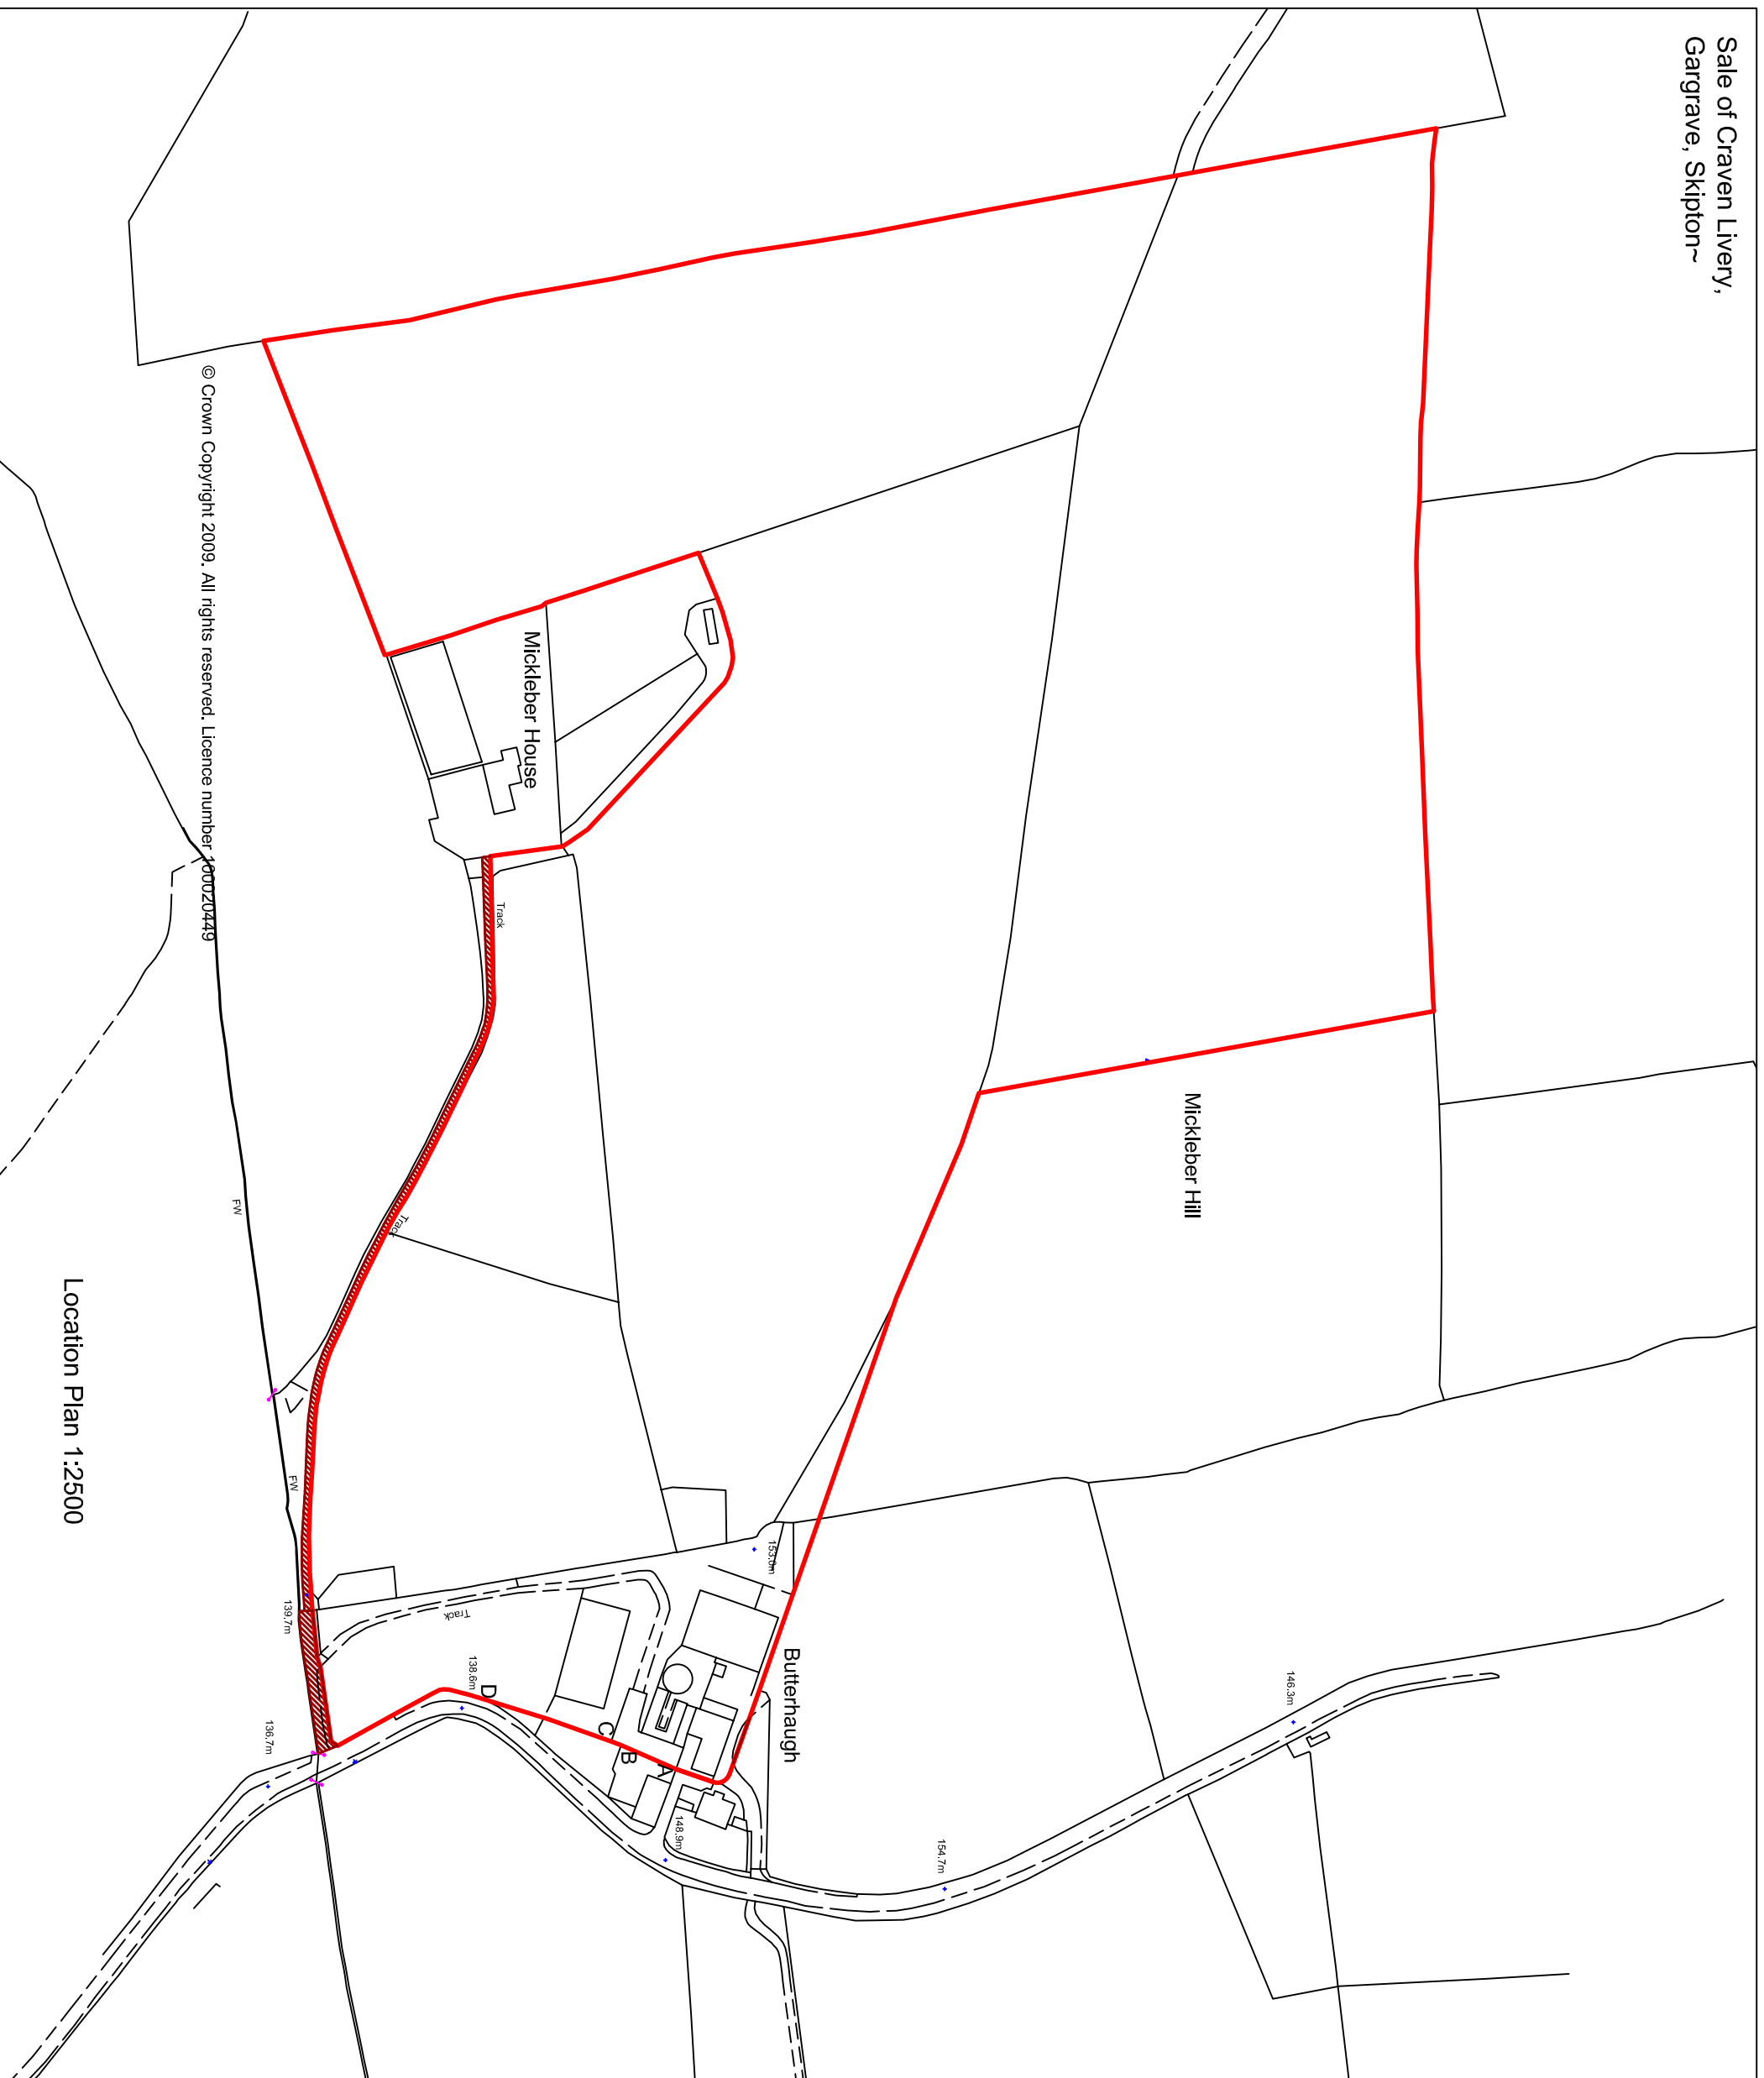 Sale of Craven Livery,
Gargrave, Skipton~
Mickleber Hill
146.3m
154.7m
Butterhaugh
153.0m
148.9m
A
B
C
D
Mickleber House
Track
Track
Track
138.6m
139.7m
136.7m
FW
FW
© Crown Copyright 2009. All rights reserved. Licence number 100020449
Location Plan 1:2500